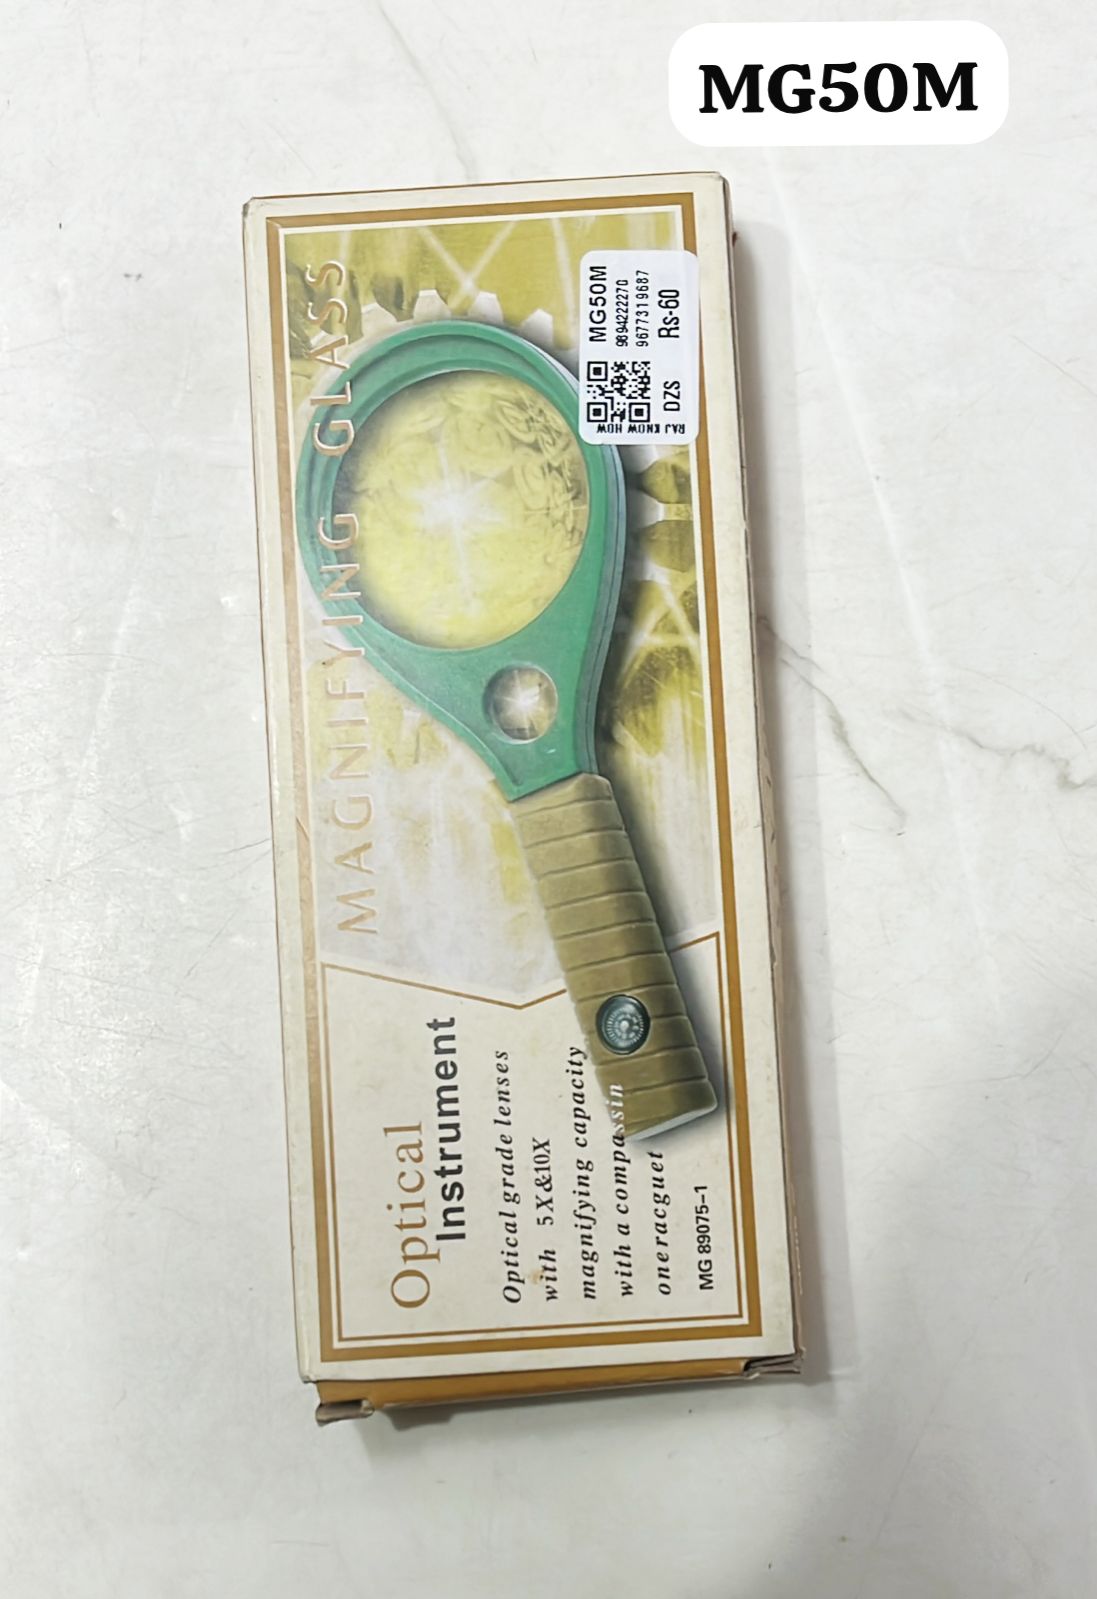 MG50M
MAGNIFYING GLASS
MG50M
9894222270
9677319687
DZS Rs-60
RAJ KNOW HOW
Optical
Instrument
Optical grade lenses
with 5X&10X
magnifying capacity
with a compassin
oneracguet
MG 89075-1